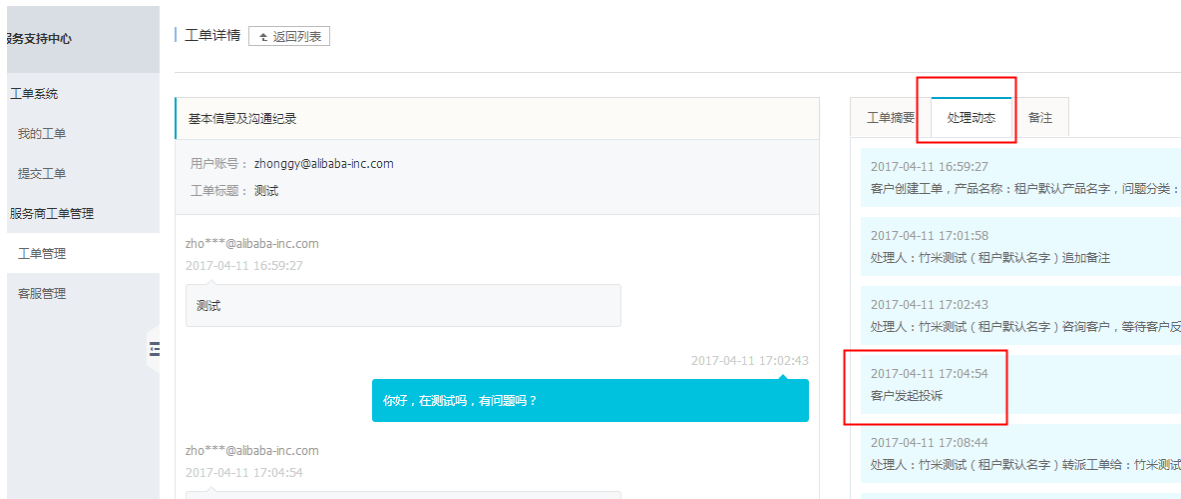 服务支持中心
工单系统
我的工单
提交工单
服务商工单管理
工单管理
客服管理
工单详情 返回列表
基本信息及沟通纪录
用户账号： zhonggy@alibaba-inc.com
工单标题： 测试
zho***@alibaba-inc.com
2017-04-11 16:59:27
测试
2017-04-11 17:02:43
你好，在测试吗，有问题吗？
zho***@alibaba-inc.com
2017-04-11 17:04:54
工单摘要 处理动态 备注
2017-04-11 16:59:27
客户创建工单，产品名称：租户默认产品名字，问题分类：
2017-04-11 17:01:58
处理人：竹米测试（租户默认名字）追加备注
2017-04-11 17:02:43
处理人：竹米测试（租户默认名字）咨询客户，等待客户反
2017-04-11 17:04:54
客户发起投诉
2017-04-11 17:08:44
处理人：竹米测试（租户默认名字）转派工单给：竹米测试